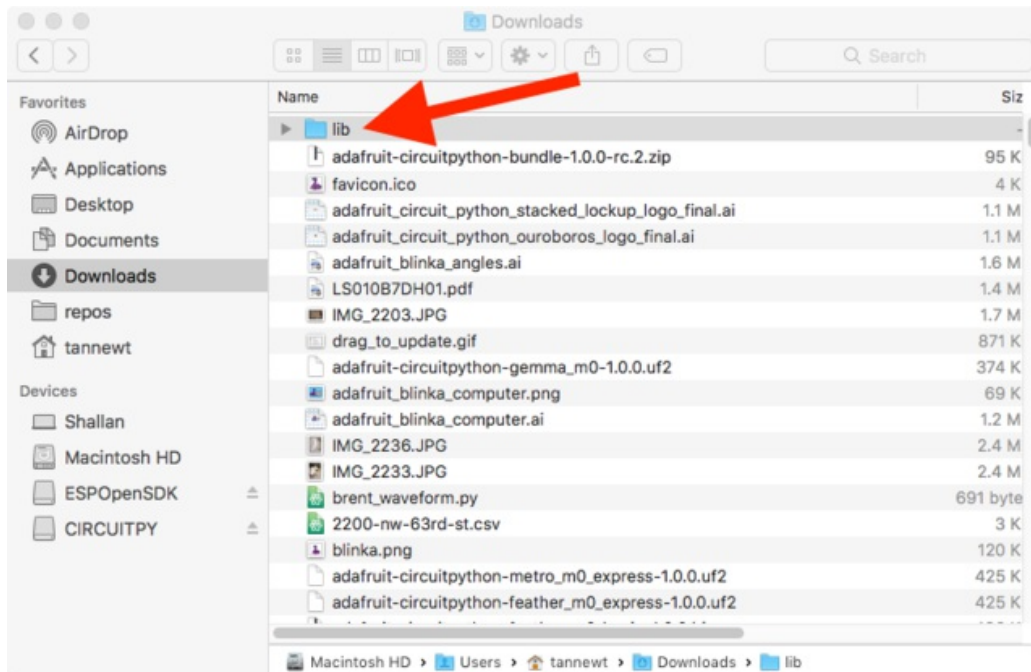 Downloads
Search
Favorites
AirDrop
Applications
Desktop
Documents
Downloads
repos
tannewt
Devices
Shallan
Macintosh HD
ESPOpenSDK
CIRCUITPY
Name Siz
lib -
adafruit-circuitpython-bundle-1.0.0-rc.2.zip 95 K
favicon.ico 4 K
adafruit_circuit_python_stacked_lockup_logo_final.ai 1.1 M
adafruit_circuit_python_ouroboros_logo_final.ai 1.1 M
adafruit_blinka_angles.ai 1.6 M
LS010B7DH01.pdf 1.4 M
IMG_2203.JPG 1.7 M
drag_to_update.gif 871 K
adafruit-circuitpython-gemma_m0-1.0.0.uf2 374 K
adafruit_blinka_computer.png 69 K
adafruit_blinka_computer.ai 1.2 M
IMG_2236.JPG 2.4 M
IMG_2233.JPG 2.4 M
brent_waveform.py 691 byte
2200-nw-63rd-st.csv 3 K
blinka.png 120 K
adafruit-circuitpython-metro_m0_express-1.0.0.uf2 425 K
adafruit-circuitpython-feather_m0_express-1.0.0.uf2 425 K
Macintosh HD › Users › tannewt › Downloads › lib